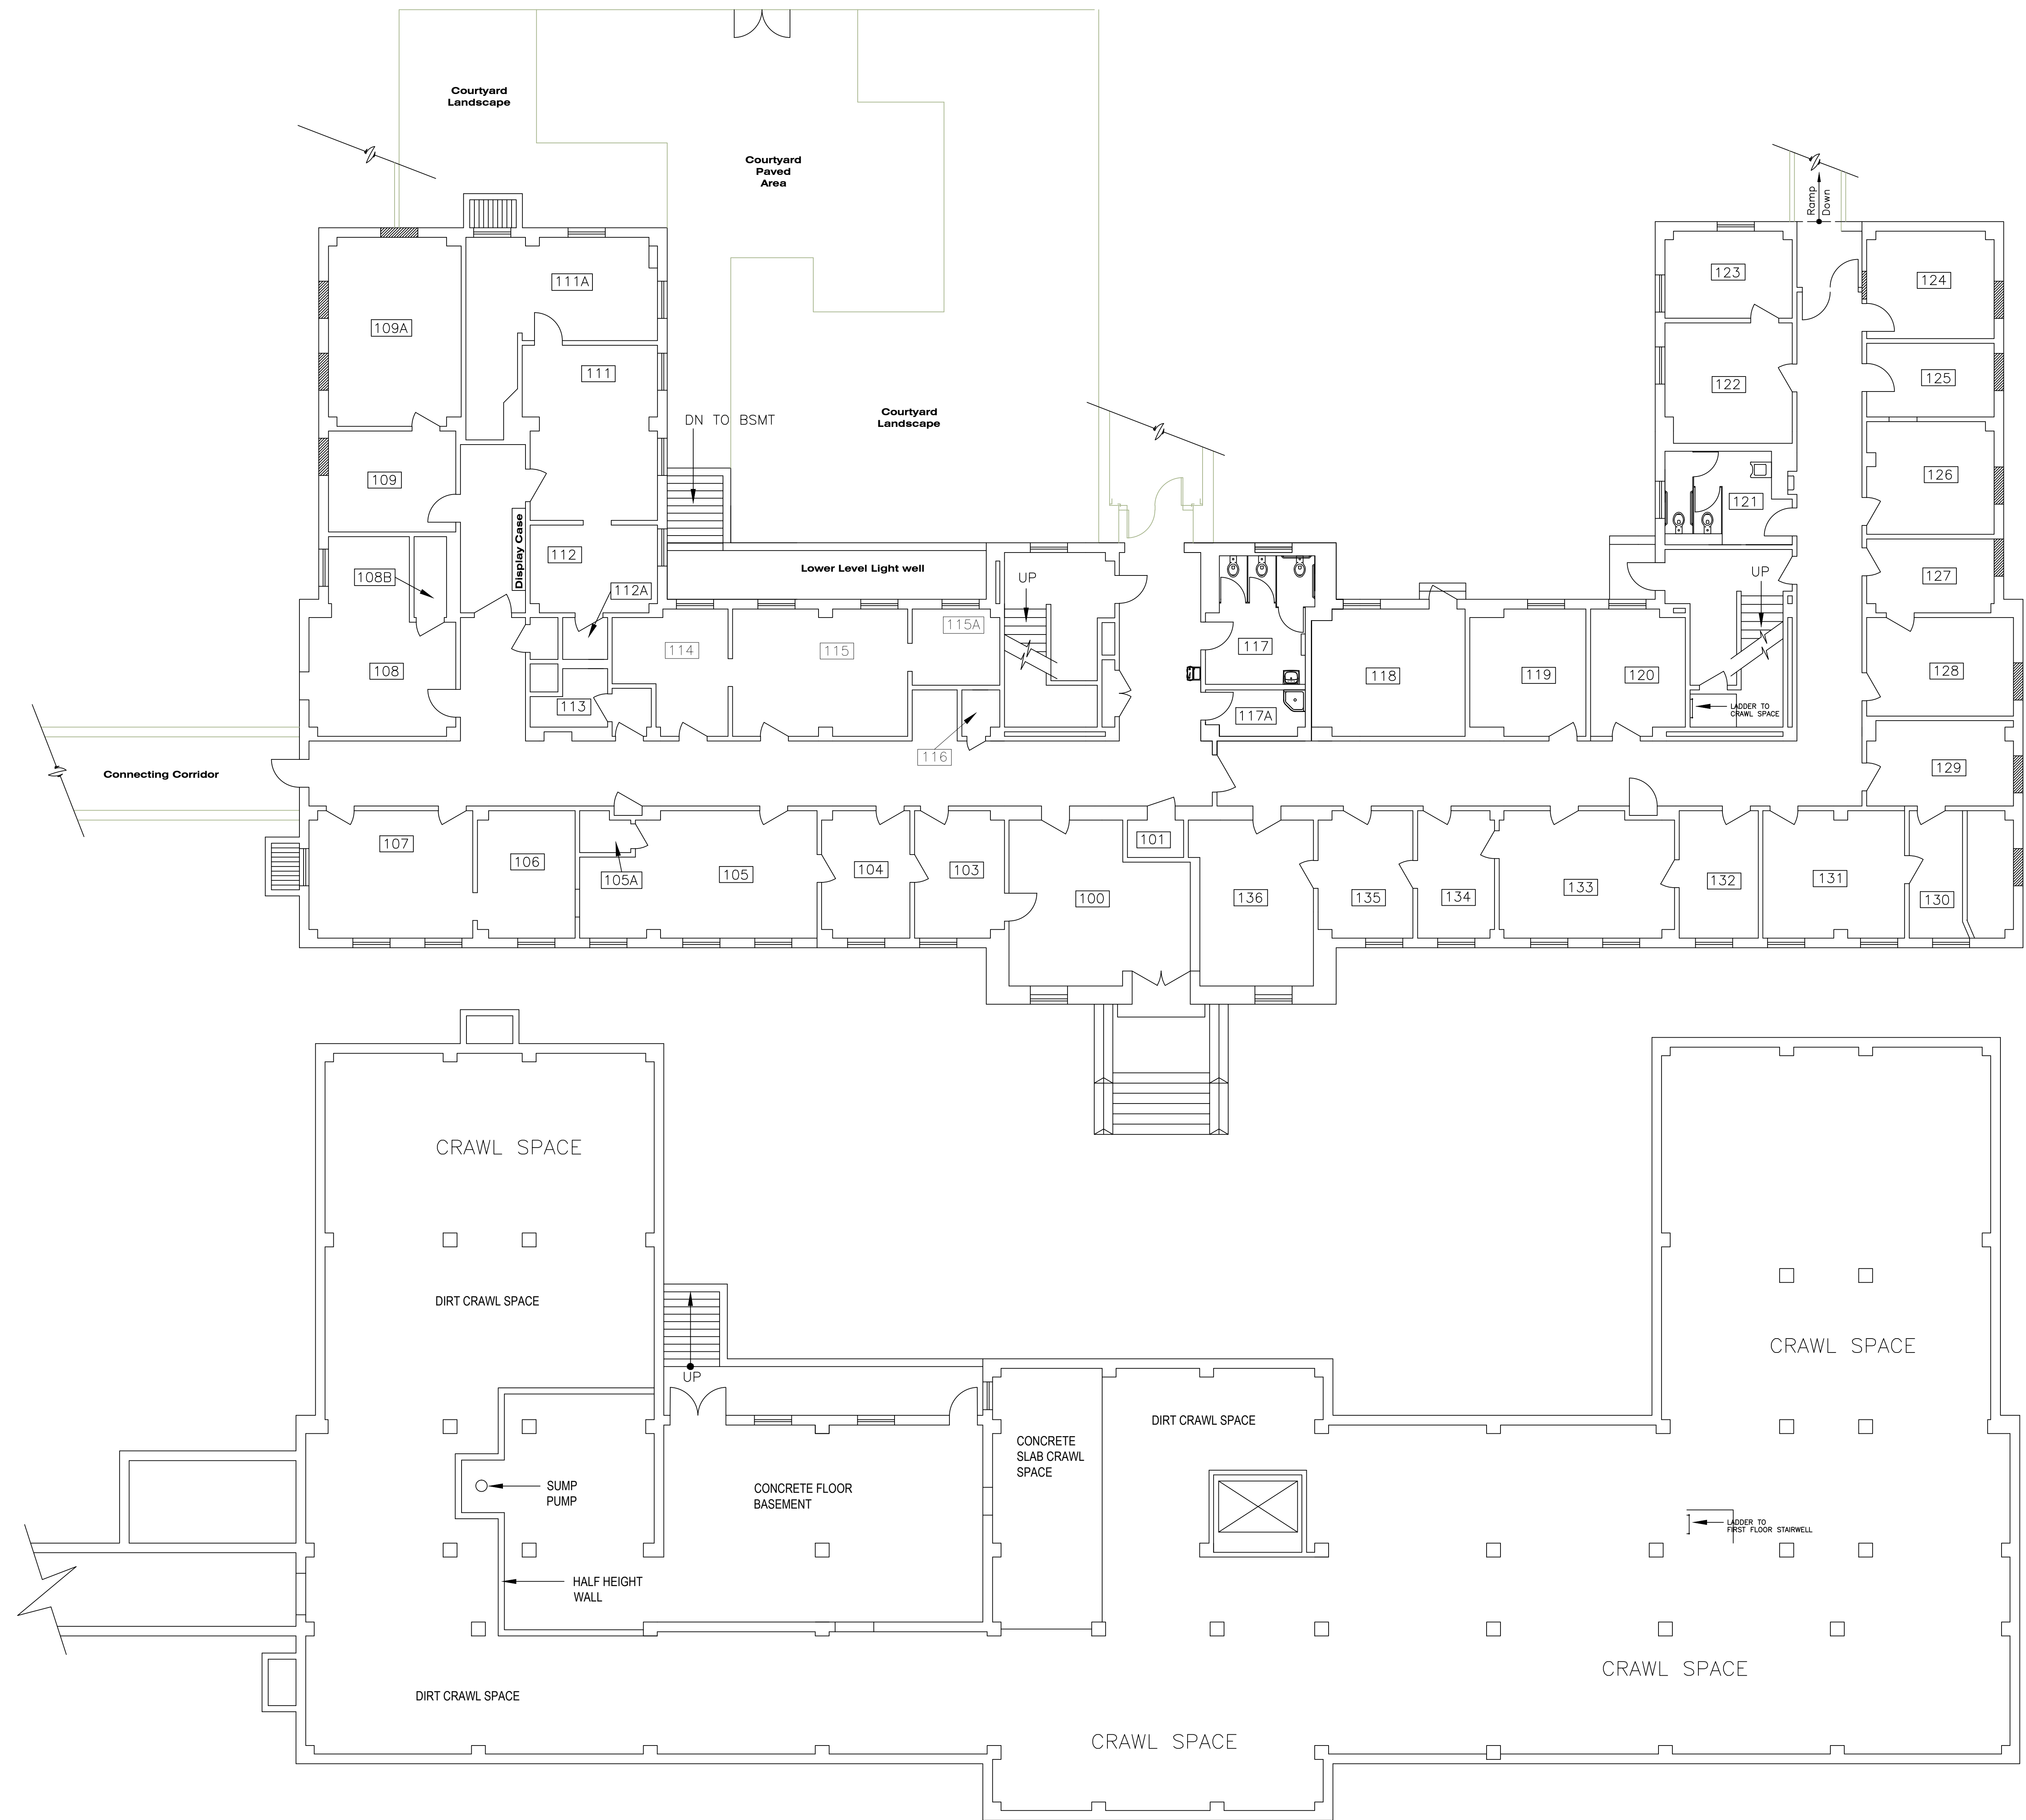 Courtyard
Landscape
Courtyard
Paved
Area
Ramp
Down
123
124
111A
109A
111
125
122
Courtyard
Landscape
DN TO BSMT
109
126
121
Display Case
112
Lower Level Light well
108B
112A
UP
UP
127
115A
114
115
117
108
118
119
120
128
113
117A
LADDER TO
CRAWL SPACE
116
129
Connecting Corridor
107
106
105A
105
104
103
101
100
136
135
134
133
132
131
130
CRAWL SPACE
DIRT CRAWL SPACE
UP
CRAWL SPACE
DIRT CRAWL SPACE
CONCRETE
SLAB CRAWL
SPACE
SUMP
PUMP
CONCRETE FLOOR
BASEMENT
LADDER TO
FIRST FLOOR STAIRWELL
HALF HEIGHT
WALL
CRAWL SPACE
DIRT CRAWL SPACE
CRAWL SPACE